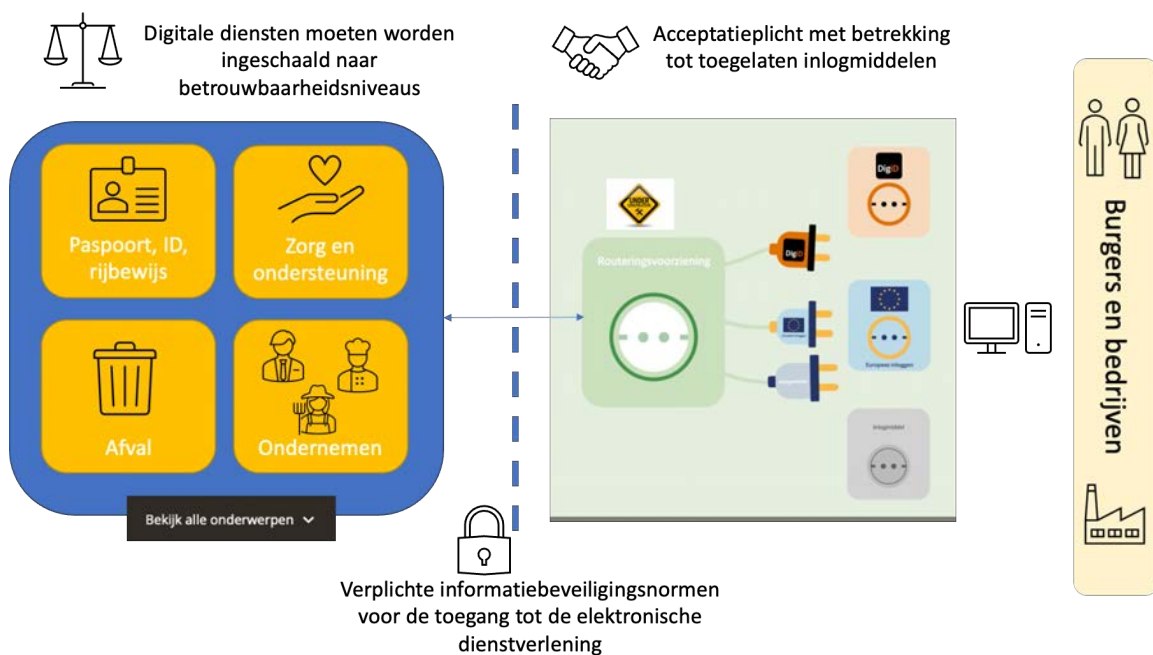 Digitale diensten moeten worden
ingeschaald naar
betrouwbaarheidsniveaus
Acceptatieplicht met betrekking
tot toegelaten inlogmiddelen
Paspoort, ID,
rijbewijs
Zorg en
ondersteuning
Afval
Ondernemen
Bekijk alle onderwerpen
UNDER
Routeringsvoorziening
DigiD
DigiD
Europees inloggen
Inlogmiddel
Burgers en bedrijven
Verplichte informatiebeveiligingsnormen
voor de toegang tot de elektronische
dienstverlening